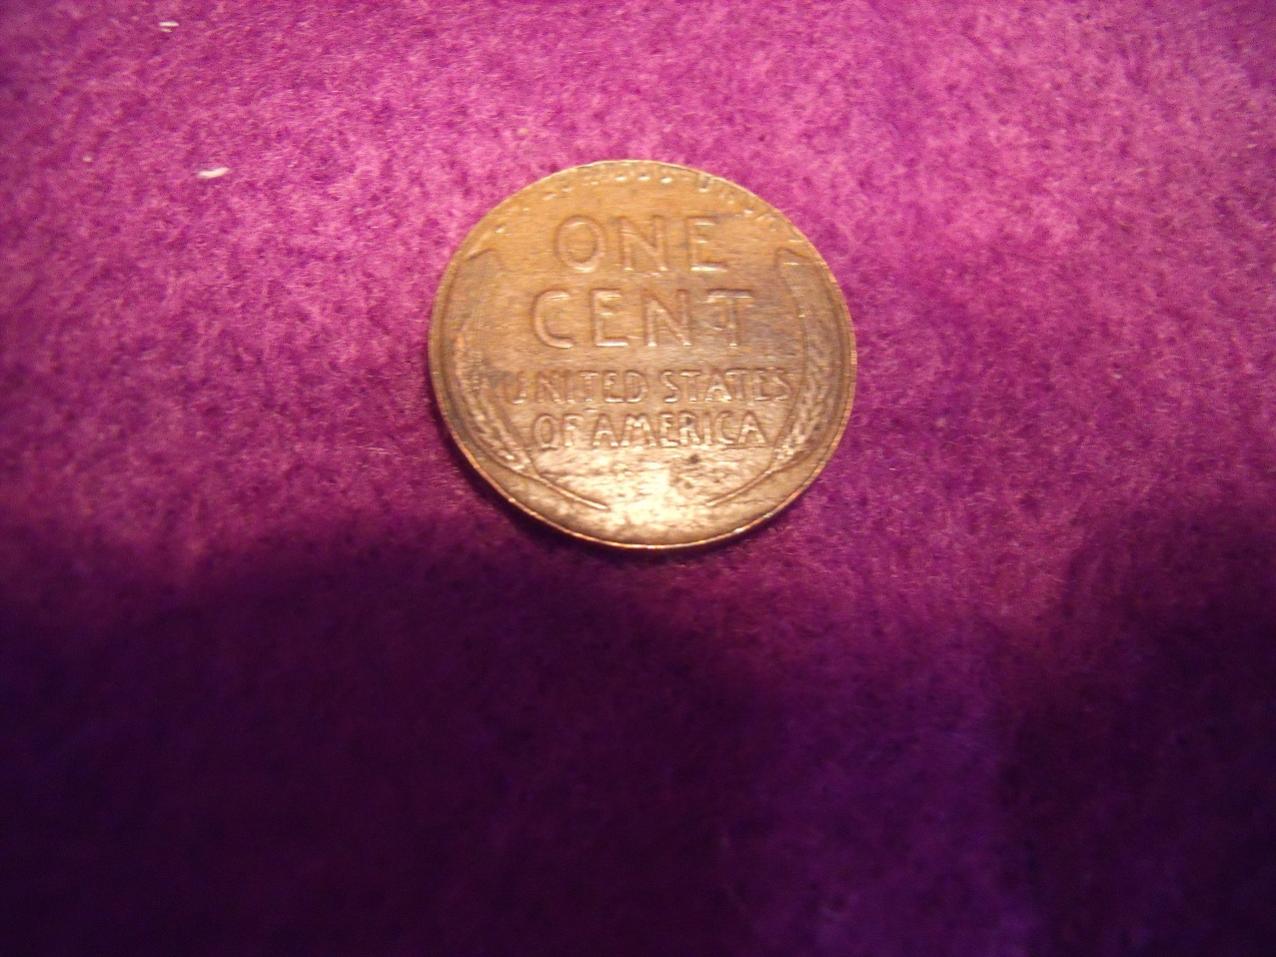 ONE
CENT
UNITED STATES
OF AMERICA